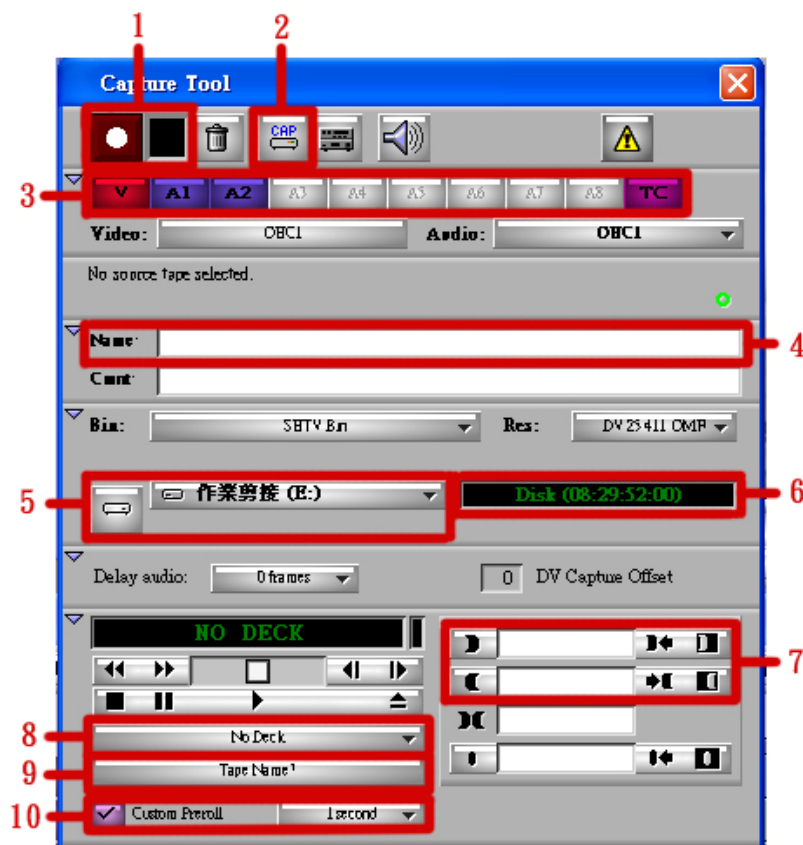 1 2
Capture Tool
CAP
3 V A1 A2 A3 A4 A5 A6 A7 A8 TC
Video: OHCI Audio: OHCI
No source tape selected.
Name: 4
Cmnt:
Bin: SETV Bin Res: DV 25 411 OMF
5 作業剪接 (E:) Disk (08:29:52:00) 6
Delay audio: 0 frames 0 DV Capture Offset
NO DECK
7
8 No Deck
9 Tape Name?
10 Custom Preroll 1 second